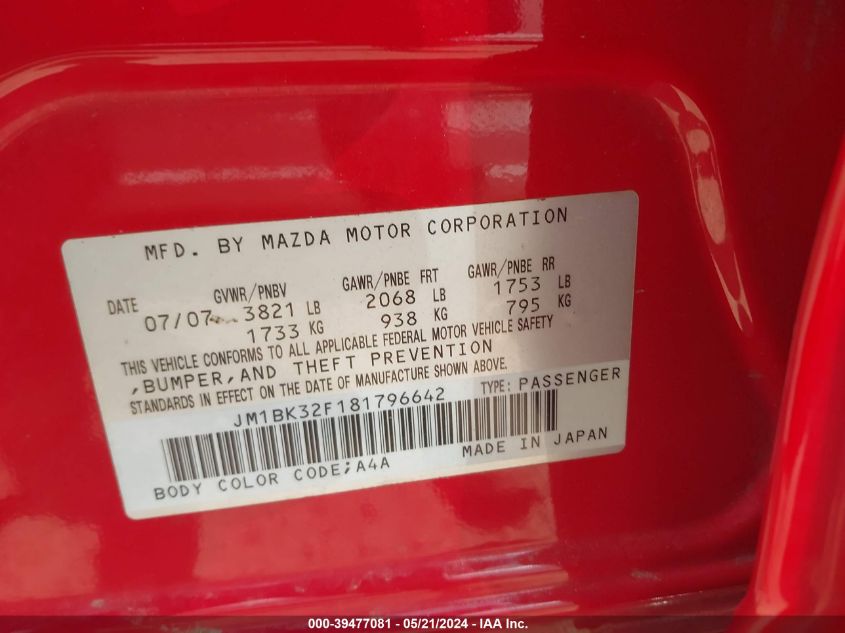 MFD. BY MAZDA MOTOR CORPORATION
DATE GVWR/PNBV GAWR/PNBE FRT GAWR/PNBE RR
07/07 3821 LB 2068 LB 1753 LB
1733 KG 938 KG 795 KG
THIS VEHICLE CONFORMS TO ALL APPLICABLE FEDERAL MOTOR VEHICLE SAFETY
,BUMPER,AND THEFT PREVENTION
STANDARDS IN EFFECT ON THE DATE OF MANUFACTURE SHOWN ABOVE.
JM1BK32F181796642 TYPE: PASSENGER
MADE IN JAPAN
BODY COLOR CODE;A4A
000-39477081 - 05/21/2024 - IAA Inc.